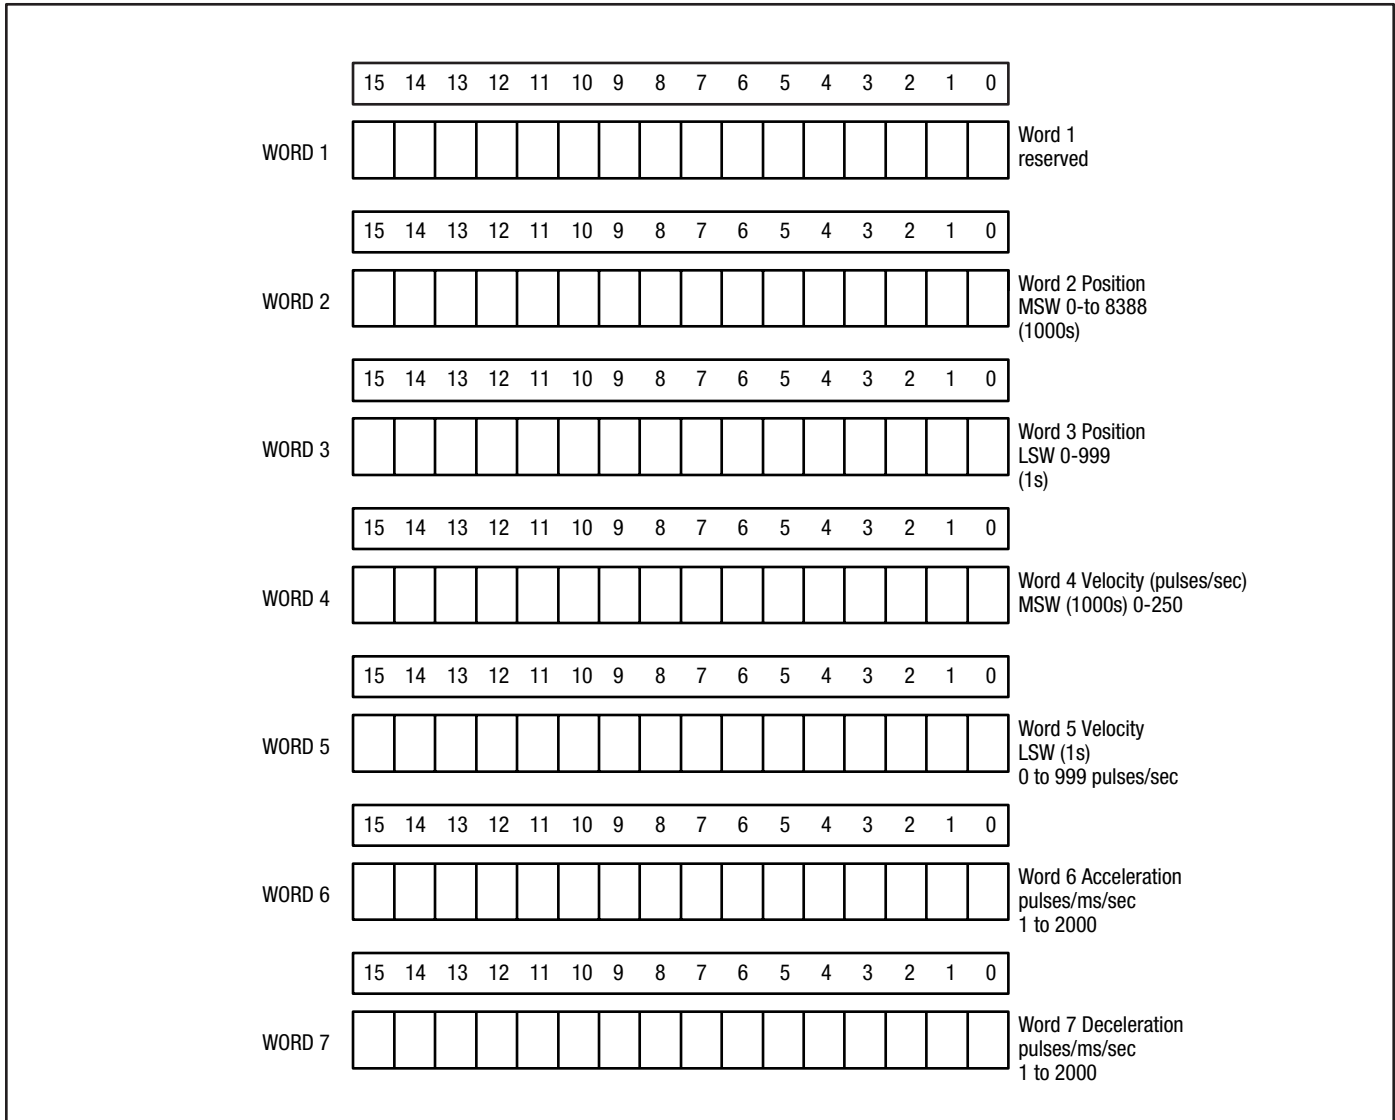 15 14 13 12 11 10 9 8 7 6 5 4 3 2 1 0
WORD 1
Word 1
reserved
15 14 13 12 11 10 9 8 7 6 5 4 3 2 1 0
WORD 2
Word 2 Position
MSW 0-to 8388
(1000s)
15 14 13 12 11 10 9 8 7 6 5 4 3 2 1 0
WORD 3
Word 3 Position
LSW 0-999
(1s)
15 14 13 12 11 10 9 8 7 6 5 4 3 2 1 0
WORD 4
Word 4 Velocity (pulses/sec)
MSW (1000s) 0-250
15 14 13 12 11 10 9 8 7 6 5 4 3 2 1 0
WORD 5
Word 5 Velocity
LSW (1s)
0 to 999 pulses/sec
15 14 13 12 11 10 9 8 7 6 5 4 3 2 1 0
WORD 6
Word 6 Acceleration
pulses/ms/sec
1 to 2000
15 14 13 12 11 10 9 8 7 6 5 4 3 2 1 0
WORD 7
Word 7 Deceleration
pulses/ms/sec
1 to 2000